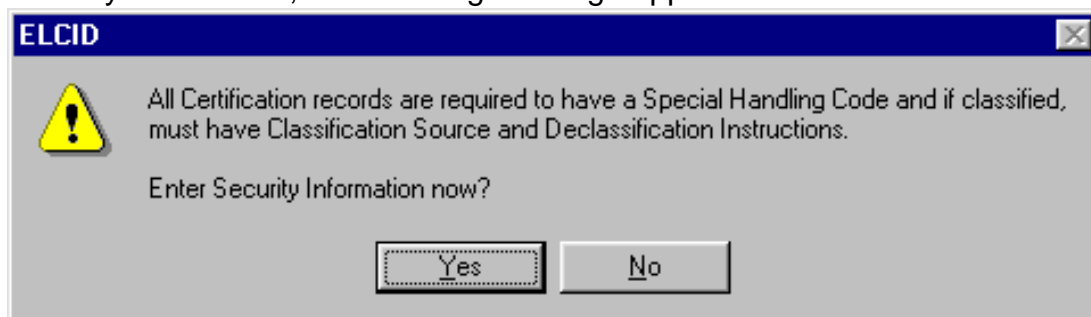 ELCID
All Certification records are required to have a Special Handling Code and if classified,
must have Classification Source and Declassification Instructions.
Enter Security Information now?
Yes No